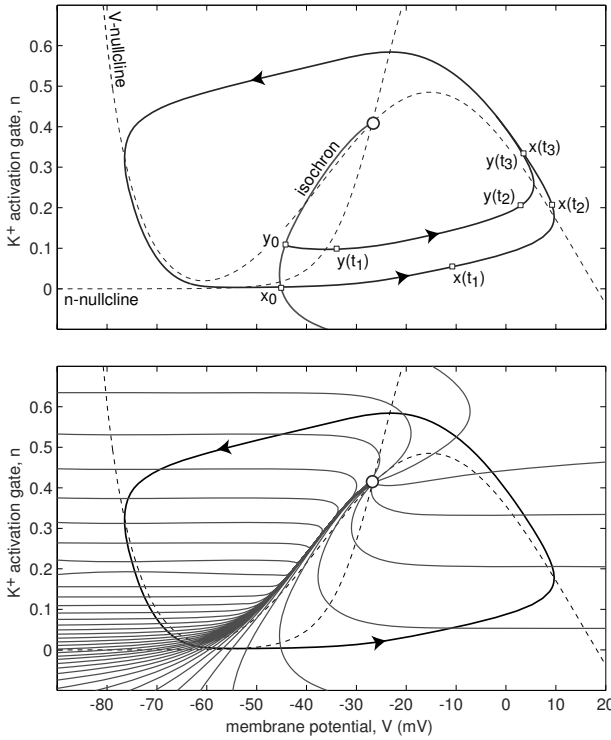 0.6
0.5
0.4
0.3
0.2
0.1
0
K⁺ activation gate, n
V-nullcline
isochron
n-nullcline
y₀
x₀
y(t₁)
x(t₁)
y(t₂)
x(t₂)
y(t₃)
x(t₃)
0.6
0.5
0.4
0.3
0.2
0.1
0
K⁺ activation gate, n
-80 -70 -60 -50 -40 -30 -20 -10 0 10 20
membrane potential, V (mV)